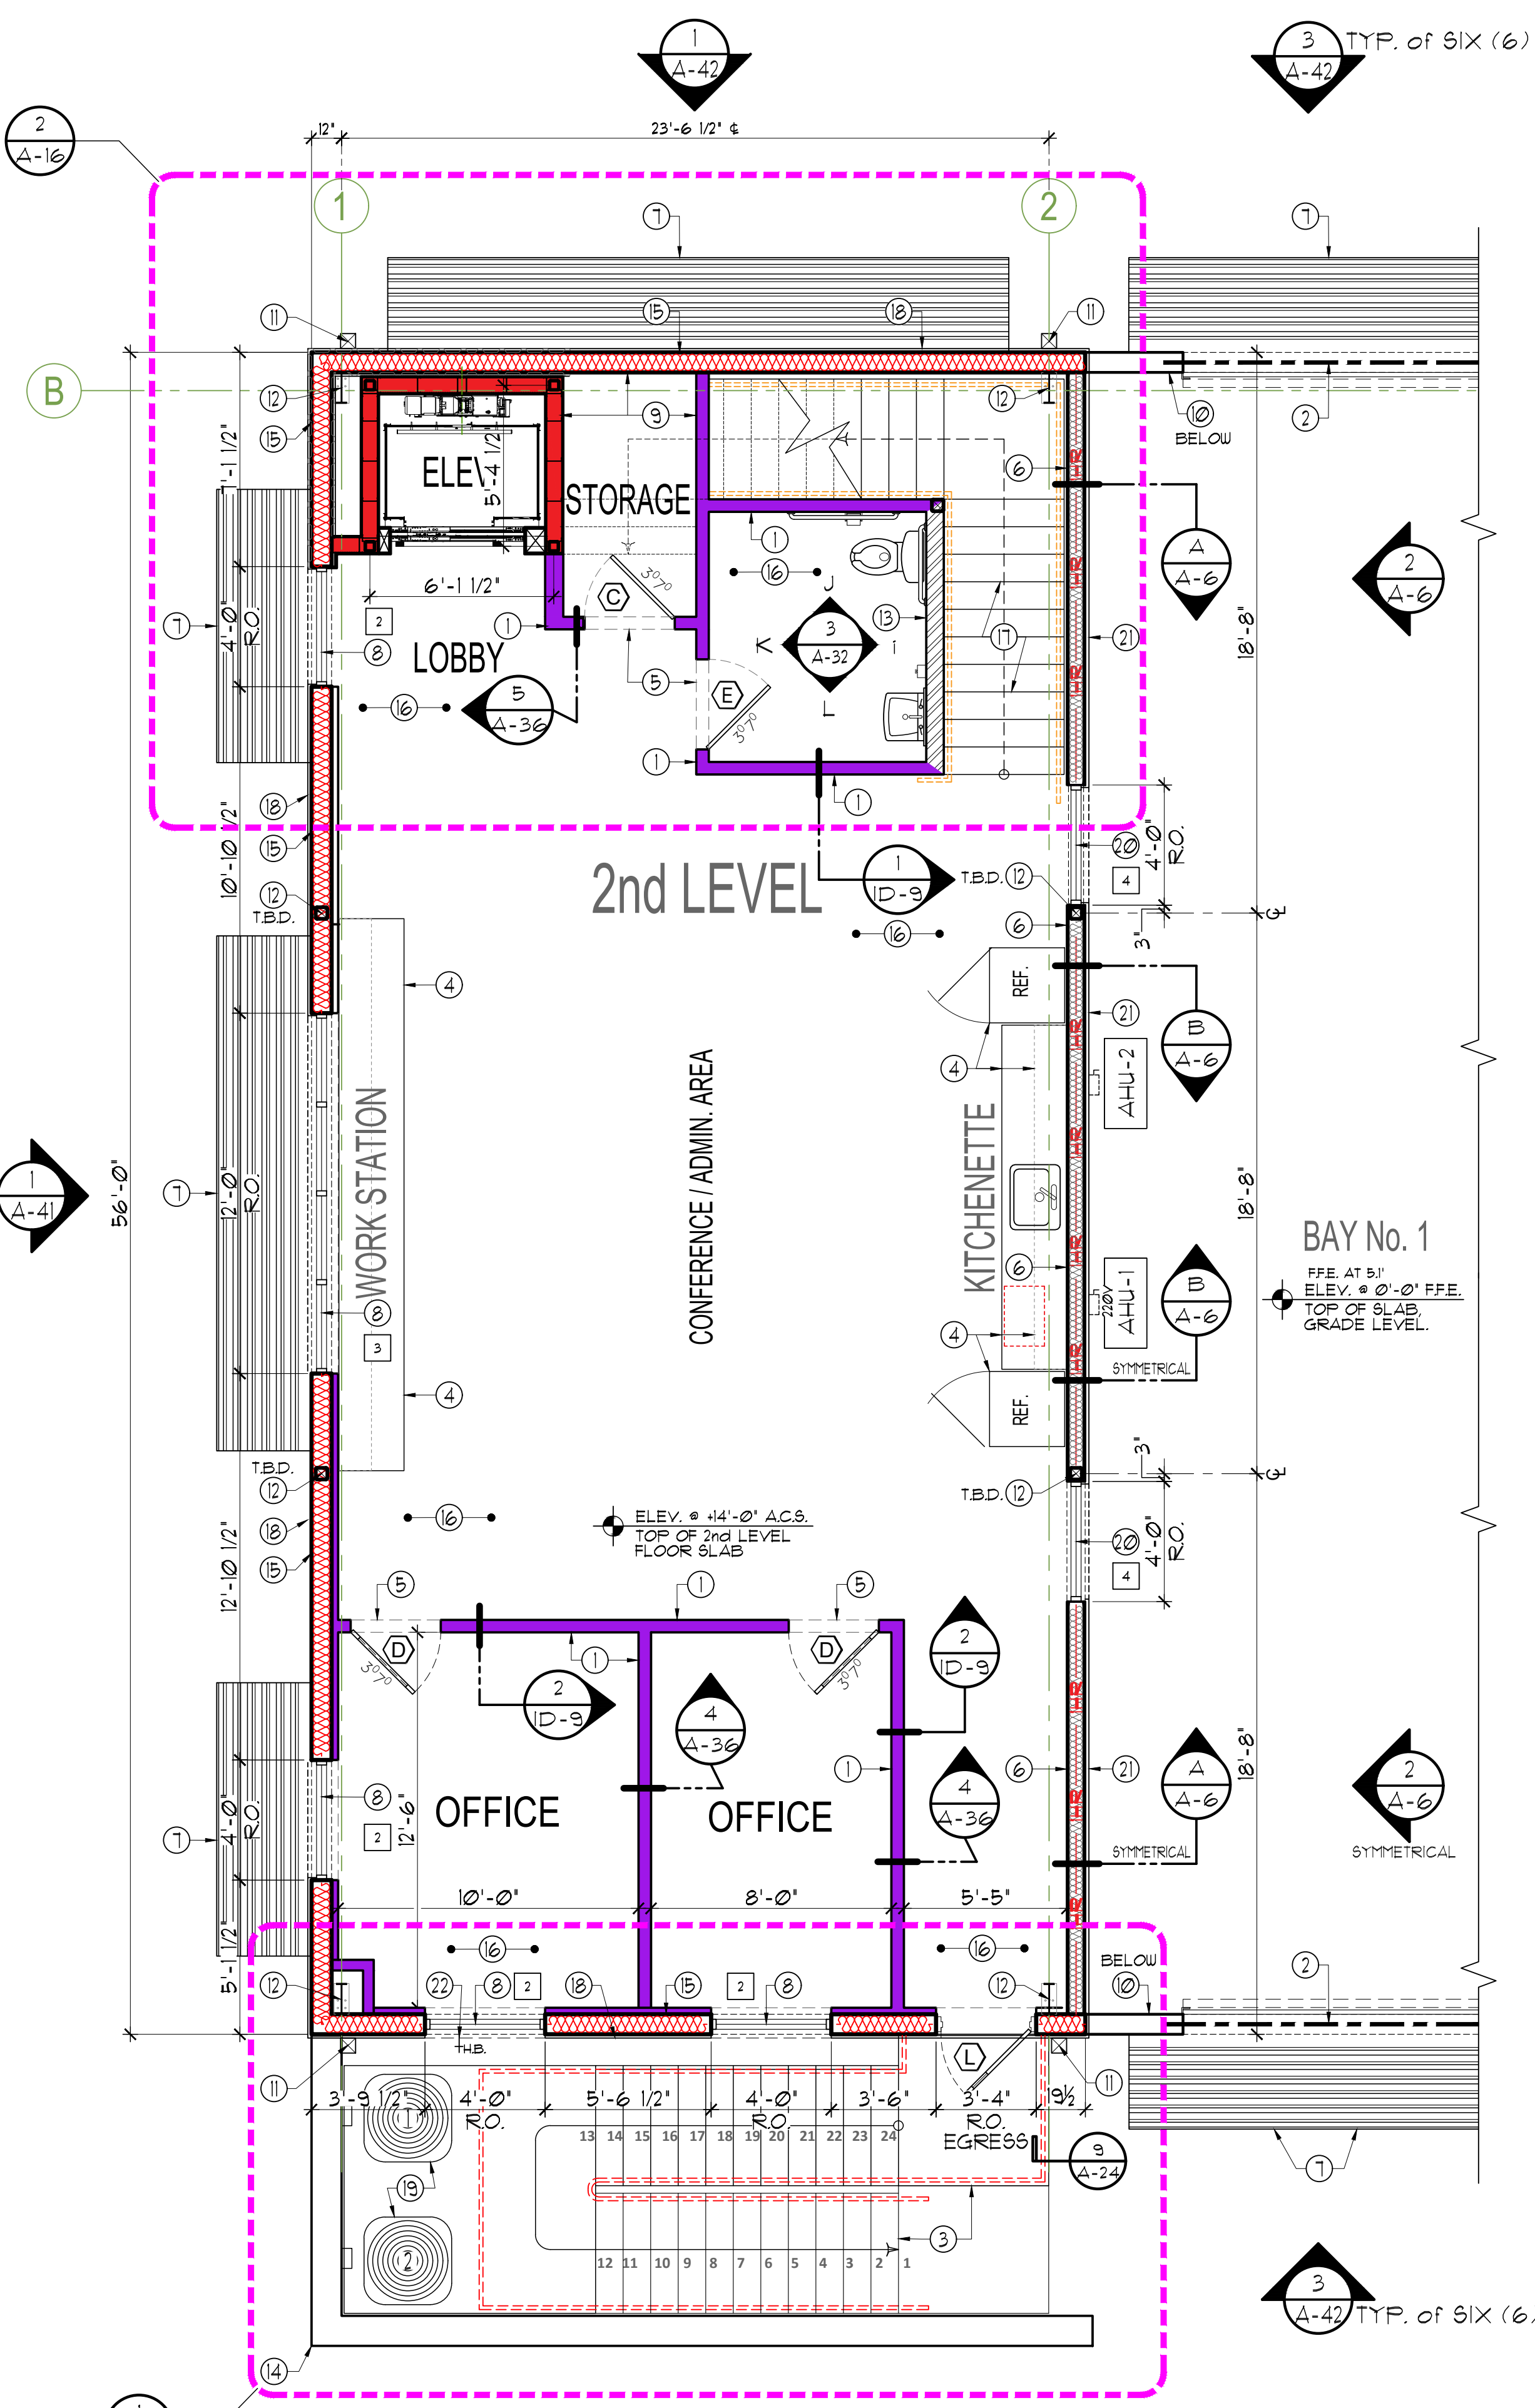 1
A-42
3
A-42
TYP. of SIX (6)
2
A-16
12"
23'-6 1/2" ℄
1
2
7
7
11
15
18
11
B
12
15
9
12
10
BELOW
2
ELEV
5'-4 1/2"
STORAGE
6
A
A-6
2
A-6
1
16
J
3
A-32
K
i
L
13
17
21
18'-8"
7
4'-0"
R.O.
6'-1 1/2"
2
8
LOBBY
1
C
3070
5
E
3070
5
A-36
16
1
1
18
15
10'-10 1/2"
12
T.B.D.
2nd LEVEL
1
ID-9
T.B.D.
12
20
4
4'-0"
R.O.
16
6
3"
℄
REF.
4
4
21
B
A-6
AHU-2
56'-0"
1
A-41
7
12'-0"
R.O.
WORK STATION
CONFERENCE / ADMIN. AREA
KITCHENETTE
18'-8"
BAY No. 1
F.F.E. AT 5.1'
ELEV. @ 0'-0" F.F.E.
TOP OF SLAB,
GRADE LEVEL.
6
220V
AHU-1
B
A-6
8
3
4
4
SYMMETRICAL
REF.
T.B.D.
12
18
15
12'-10 1/2"
16
ELEV. @ +14'-0" A.C.S.
TOP OF 2nd LEVEL
FLOOR SLAB
T.B.D.
12
3"
℄
20
4
4'-0"
R.O.
5
1
5
D
3070
1
D
3070
2
ID-9
2
ID-9
4
A-36
4
A-36
1
6
21
A
A-6
18'-8"
2
A-6
SYMMETRICAL
SYMMETRICAL
7
4'-0"
R.O.
8
2
12'-6"
OFFICE
OFFICE
10'-0"
8'-0"
5'-5"
5'-1 1/2"
12
16
16
22
8
2
18
15
2
8
12
BELOW
10
2
H.B.
L
11
11
3'-9 1/2"
4'-0"
R.O.
5'-6 1/2"
4'-0"
R.O.
3'-6"
3'-4"
R.O.
EGRESS
9½
1
13 14 15 16 17 18 19 20 21 22 23 24
9
A-24
7
19
3
2
12 11 10 9 8 7 6 5 4 3 2 1
3
A-42
TYP. of SIX (6)
14